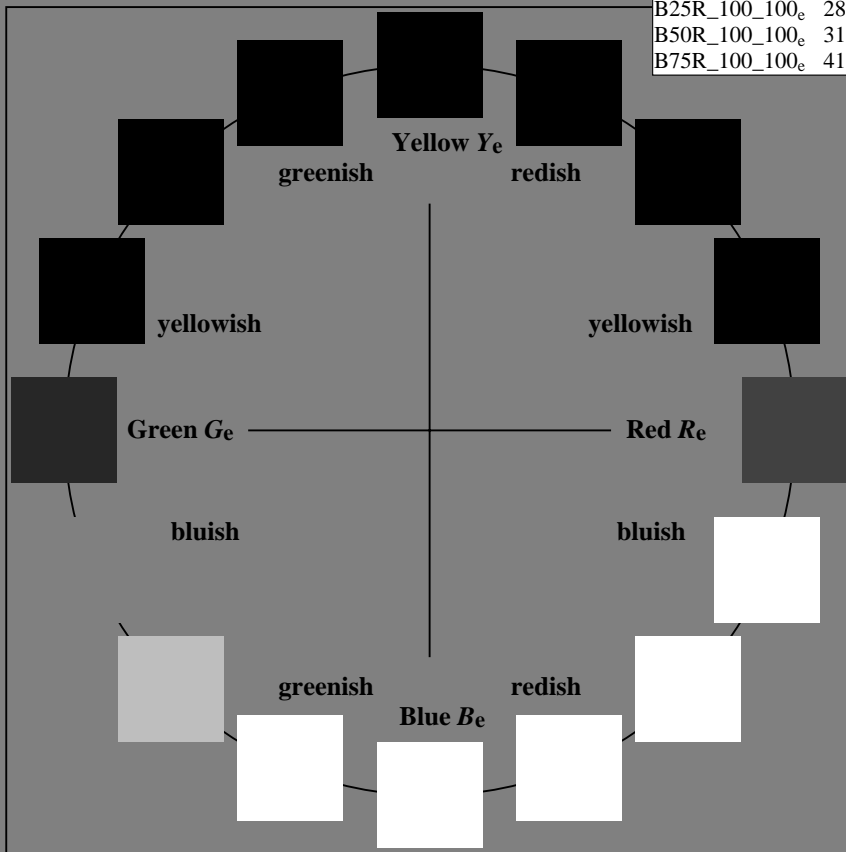 B25R_100_100e 28
B50R_100_100e 31
B75R_100_100e 41
Yellow Ye
greenish redish
yellowish yellowish
Green Ge Red Re
bluish bluish
greenish redish
Blue Be